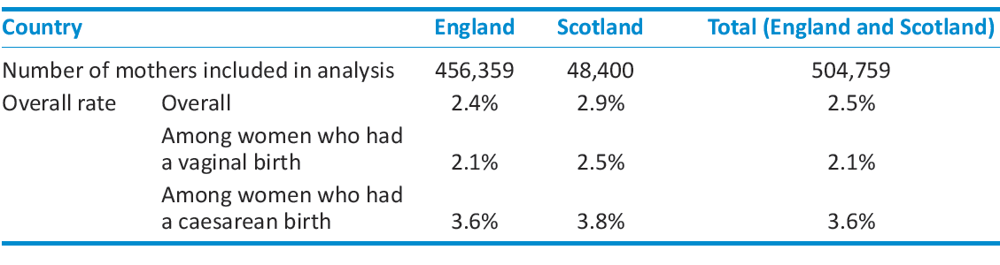 Country England Scotland Total (England and Scotland)
Number of mothers included in analysis 456,359 48,400 504,759
Overall rate Overall 2.4% 2.9% 2.5%
Among women who had
a vaginal birth 2.1% 2.5% 2.1%
Among women who had
a caesarean birth 3.6% 3.8% 3.6%